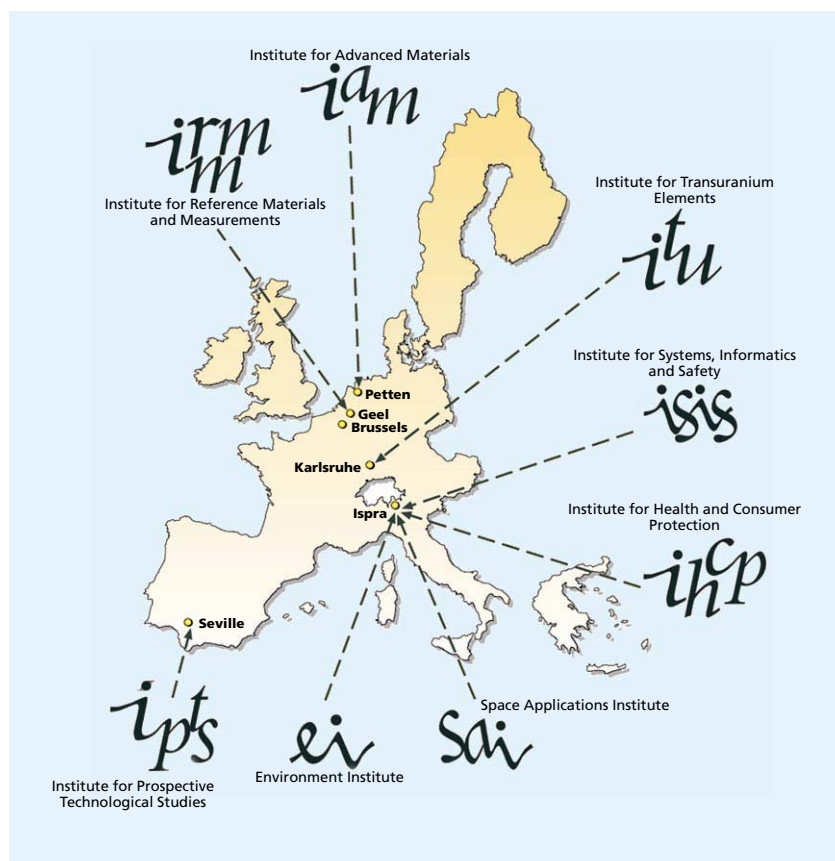 Institute for Advanced Materials
iam
irmm
Institute for Reference Materials
and Measurements
Institute for Transuranium
Elements
itu
Institute for Systems, Informatics
and Safety
isis
Petten
Geel
Brussels
Karlsruhe
Ispra
Institute for Health and Consumer
Protection
ihcp
Seville
ipts
Institute for Prospective
Technological Studies
ei
Environment Institute
Space Applications Institute
sai